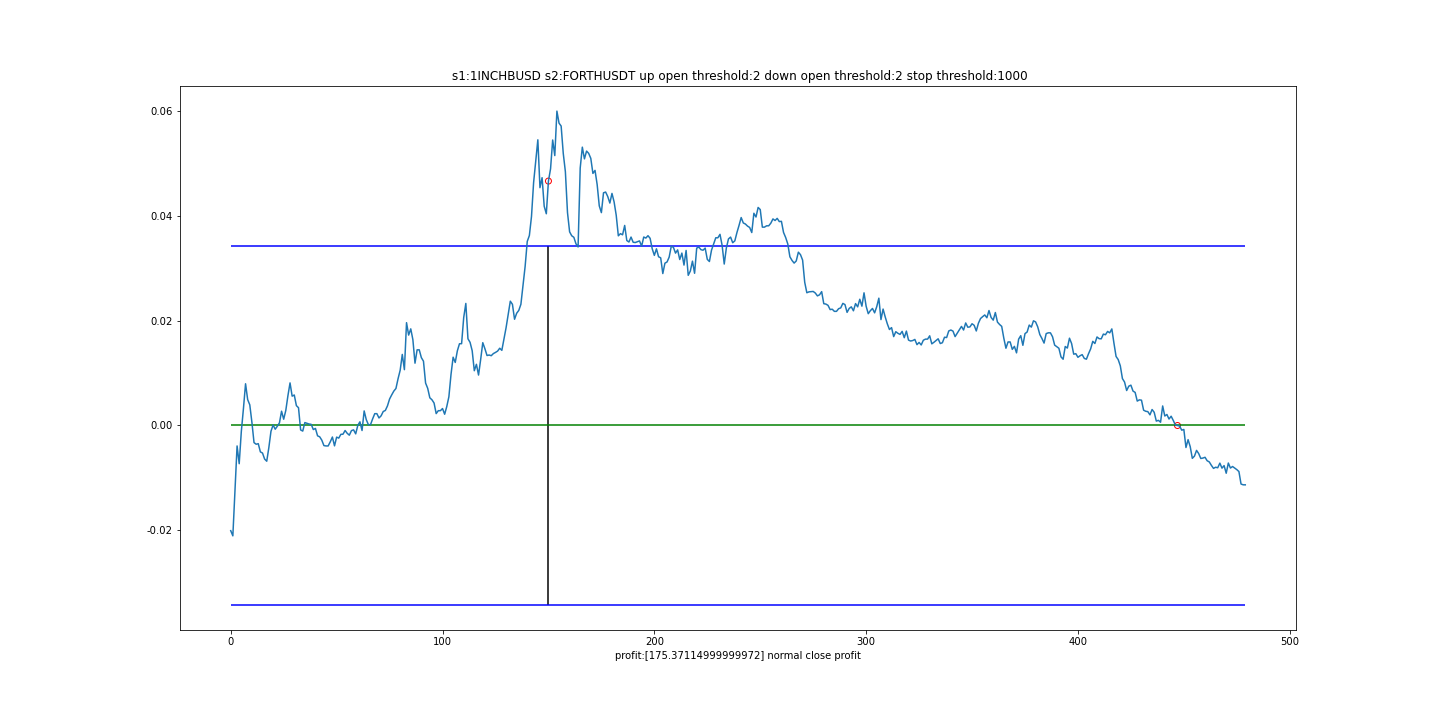 s1:1INCHBUSD s2:FORTHUSDT up open threshold:2 down open threshold:2 stop threshold:1000
0.06
0.04
0.02
0.00
-0.02
0 100 200 300 400 500
profit:[175.37114999999972] normal close profit